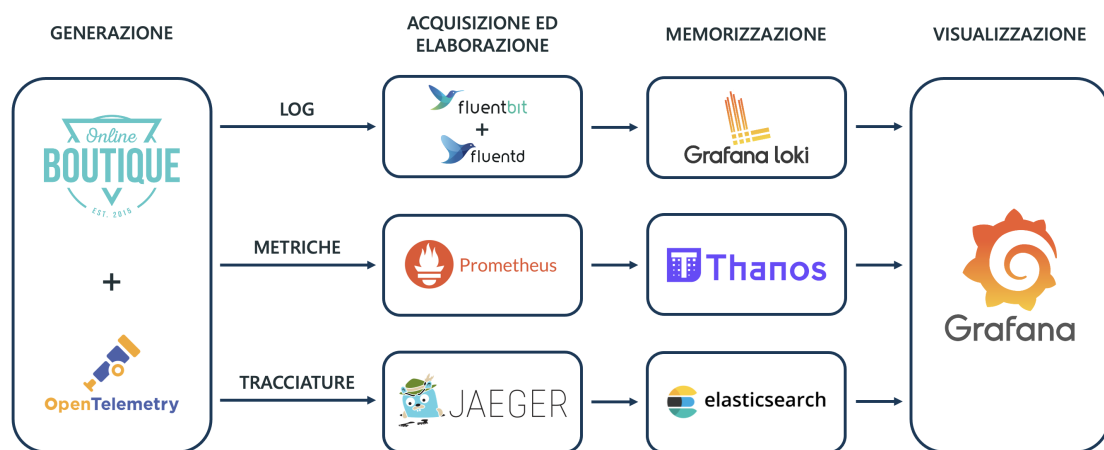 GENERAZIONE
ACQUISIZIONE ED
ELABORAZIONE
MEMORIZZAZIONE
VISUALIZZAZIONE
Online
BOUTIQUE
EST. 2015
+
OpenTelemetry
LOG
METRICHE
TRACCIATURE
fluentbit
+
fluentd
Grafana loki
Prometheus
Thanos
JAEGER
elasticsearch
Grafana